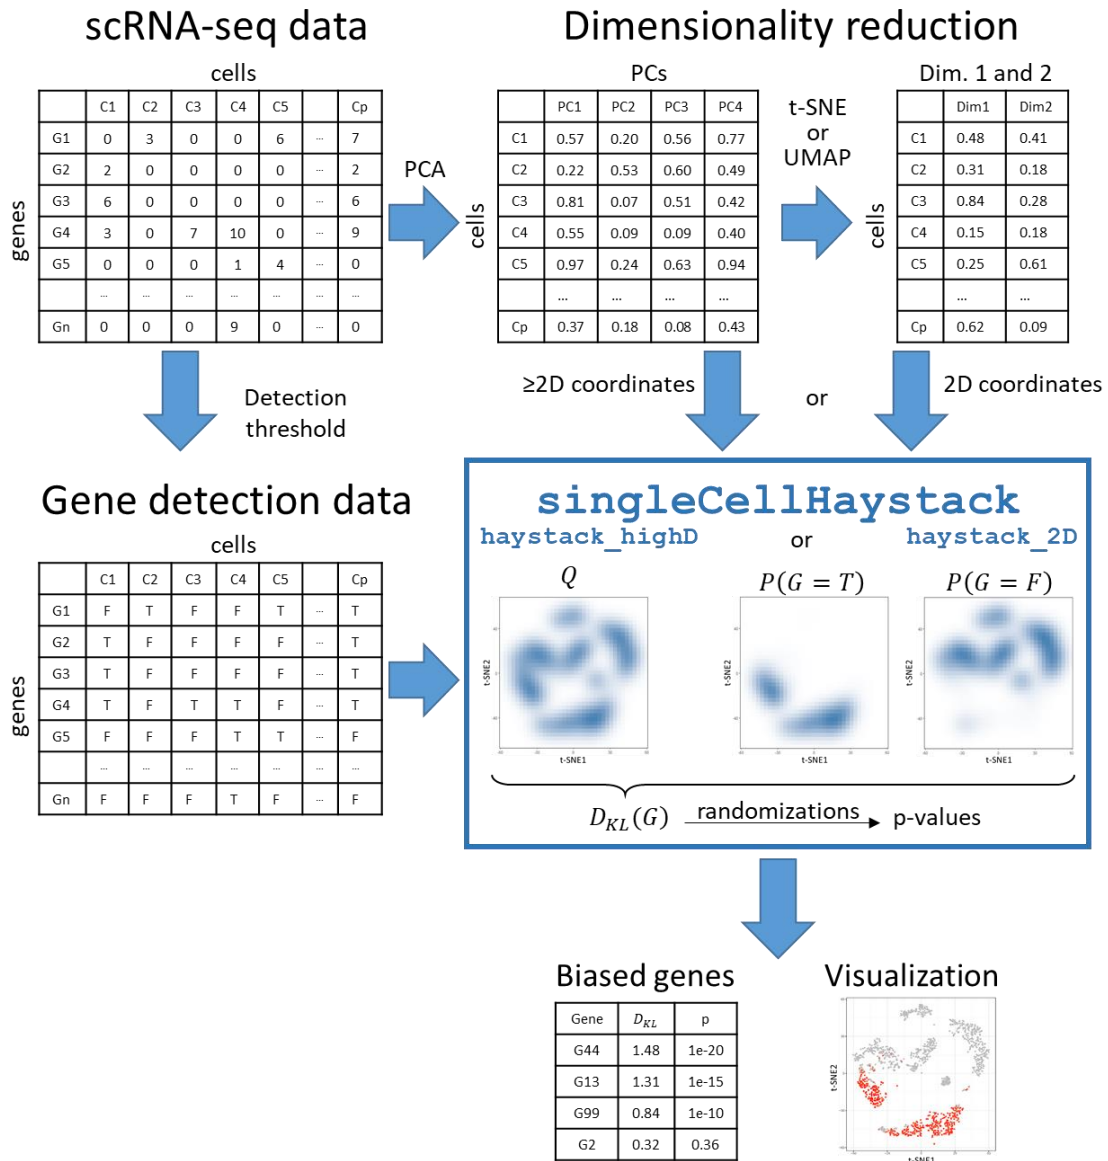 scRNA-seq data
Dimensionality reduction
cells
PCs
Dim. 1 and 2
C1 C2 C3 C4 C5 Cp
G1 0 3 0 0 6 ... 7
G2 2 0 0 0 0 ... 2
G3 6 0 0 0 0 ... 6
G4 3 0 7 10 0 ... 9
G5 0 0 0 1 4 ... 0
... ... ... ... ... ... ...
Gn 0 0 0 9 0 ... 0
genes
PCA
cells
PC1 PC2 PC3 PC4
C1 0.57 0.20 0.56 0.77
C2 0.22 0.53 0.60 0.49
C3 0.81 0.07 0.51 0.42
C4 0.55 0.09 0.09 0.40
C5 0.97 0.24 0.63 0.94
... ... ... ...
Cp 0.37 0.18 0.08 0.43
t-SNE
or
UMAP
cells
Dim1 Dim2
C1 0.48 0.41
C2 0.31 0.18
C3 0.84 0.28
C4 0.15 0.18
C5 0.25 0.61
... ...
Cp 0.62 0.09
Detection
threshold
≥2D coordinates
or
2D coordinates
Gene detection data
cells
C1 C2 C3 C4 C5 Cp
G1 F T F F T ... T
G2 T F F F F ... T
G3 T F F F F ... T
G4 T F T T F ... T
G5 F F F T T ... F
... ... ... ... ... ... ...
Gn F F F T F ... F
genes
singleCellHaystack
haystack_highD
or
haystack_2D
Q
P(G = T)
P(G = F)
t-SNE2
t-SNE1
t-SNE2
t-SNE1
t-SNE2
t-SNE1
D_KL(G)
randomizations
p-values
Biased genes
Visualization
Gene D_KL p
G44 1.48 1e-20
G13 1.31 1e-15
G99 0.84 1e-10
G2 0.32 0.36
t-SNE2
t-SNE1